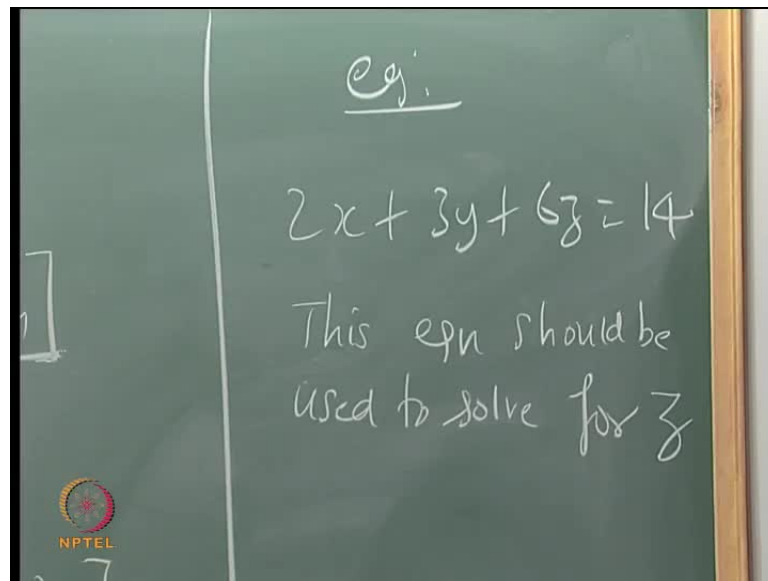 eg:
2x + 3y + 6z = 14
This eqn should be
used to solve for z
NPTEL